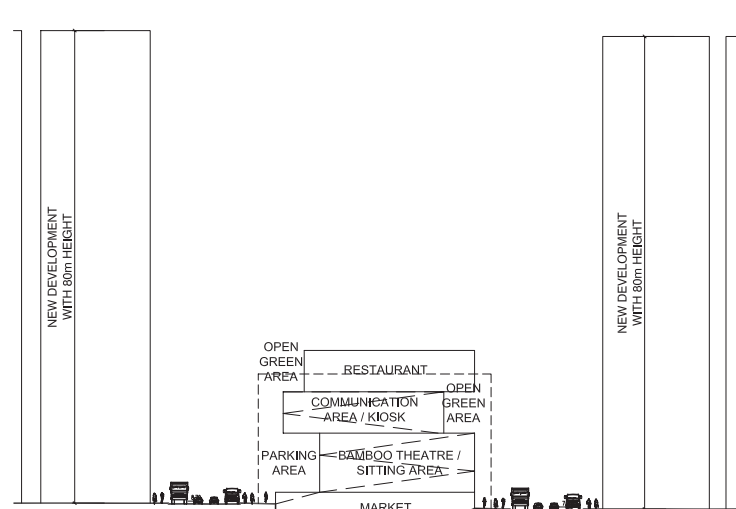 NEW DEVELOPMENT
WITH 80m HEIGHT
NEW DEVELOPMENT
WITH 80m HEIGHT
OPEN
GREEN
AREA
RESTAURANT
COMMUNICATION
AREA / KIOSK
OPEN
GREEN
AREA
PARKING
AREA
BAMBOO THEATRE /
SITTING AREA
MARKET